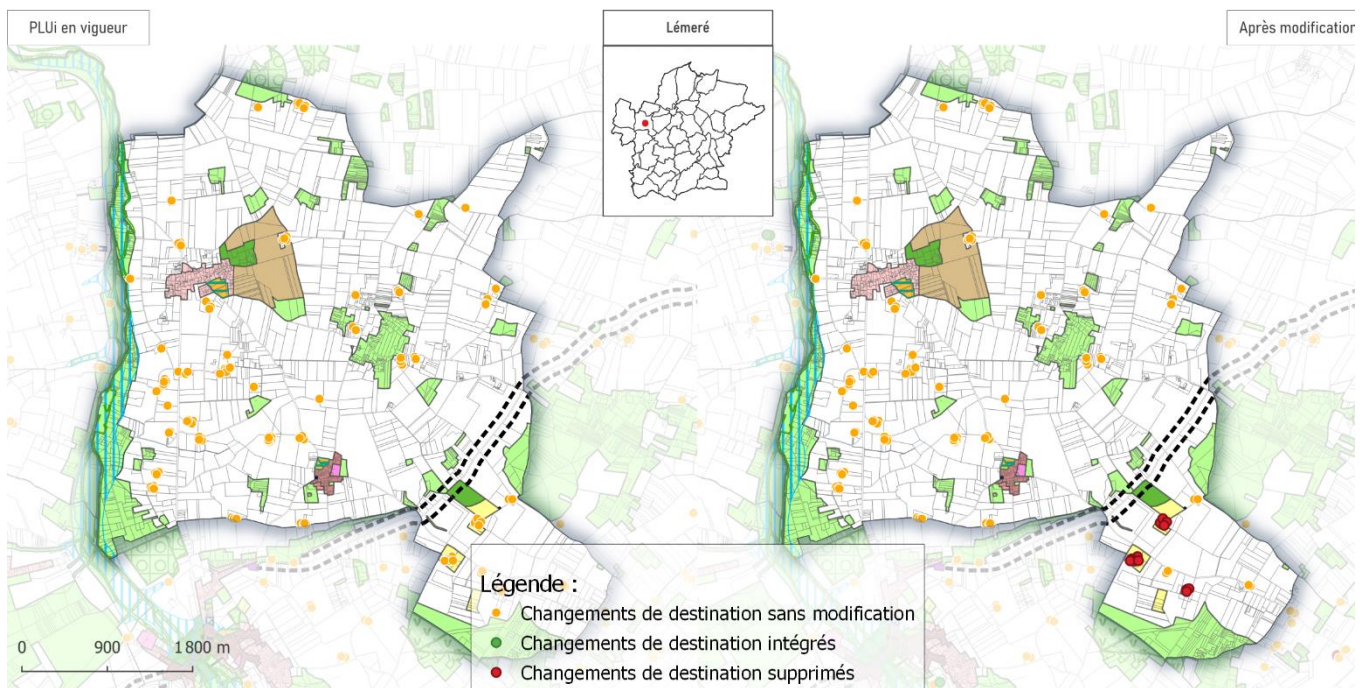 PLUi en vigueur
Lémeré
Après modification
Légende :
Changements de destination sans modification
Changements de destination intégrés
Changements de destination supprimés
0 900 1 800 m